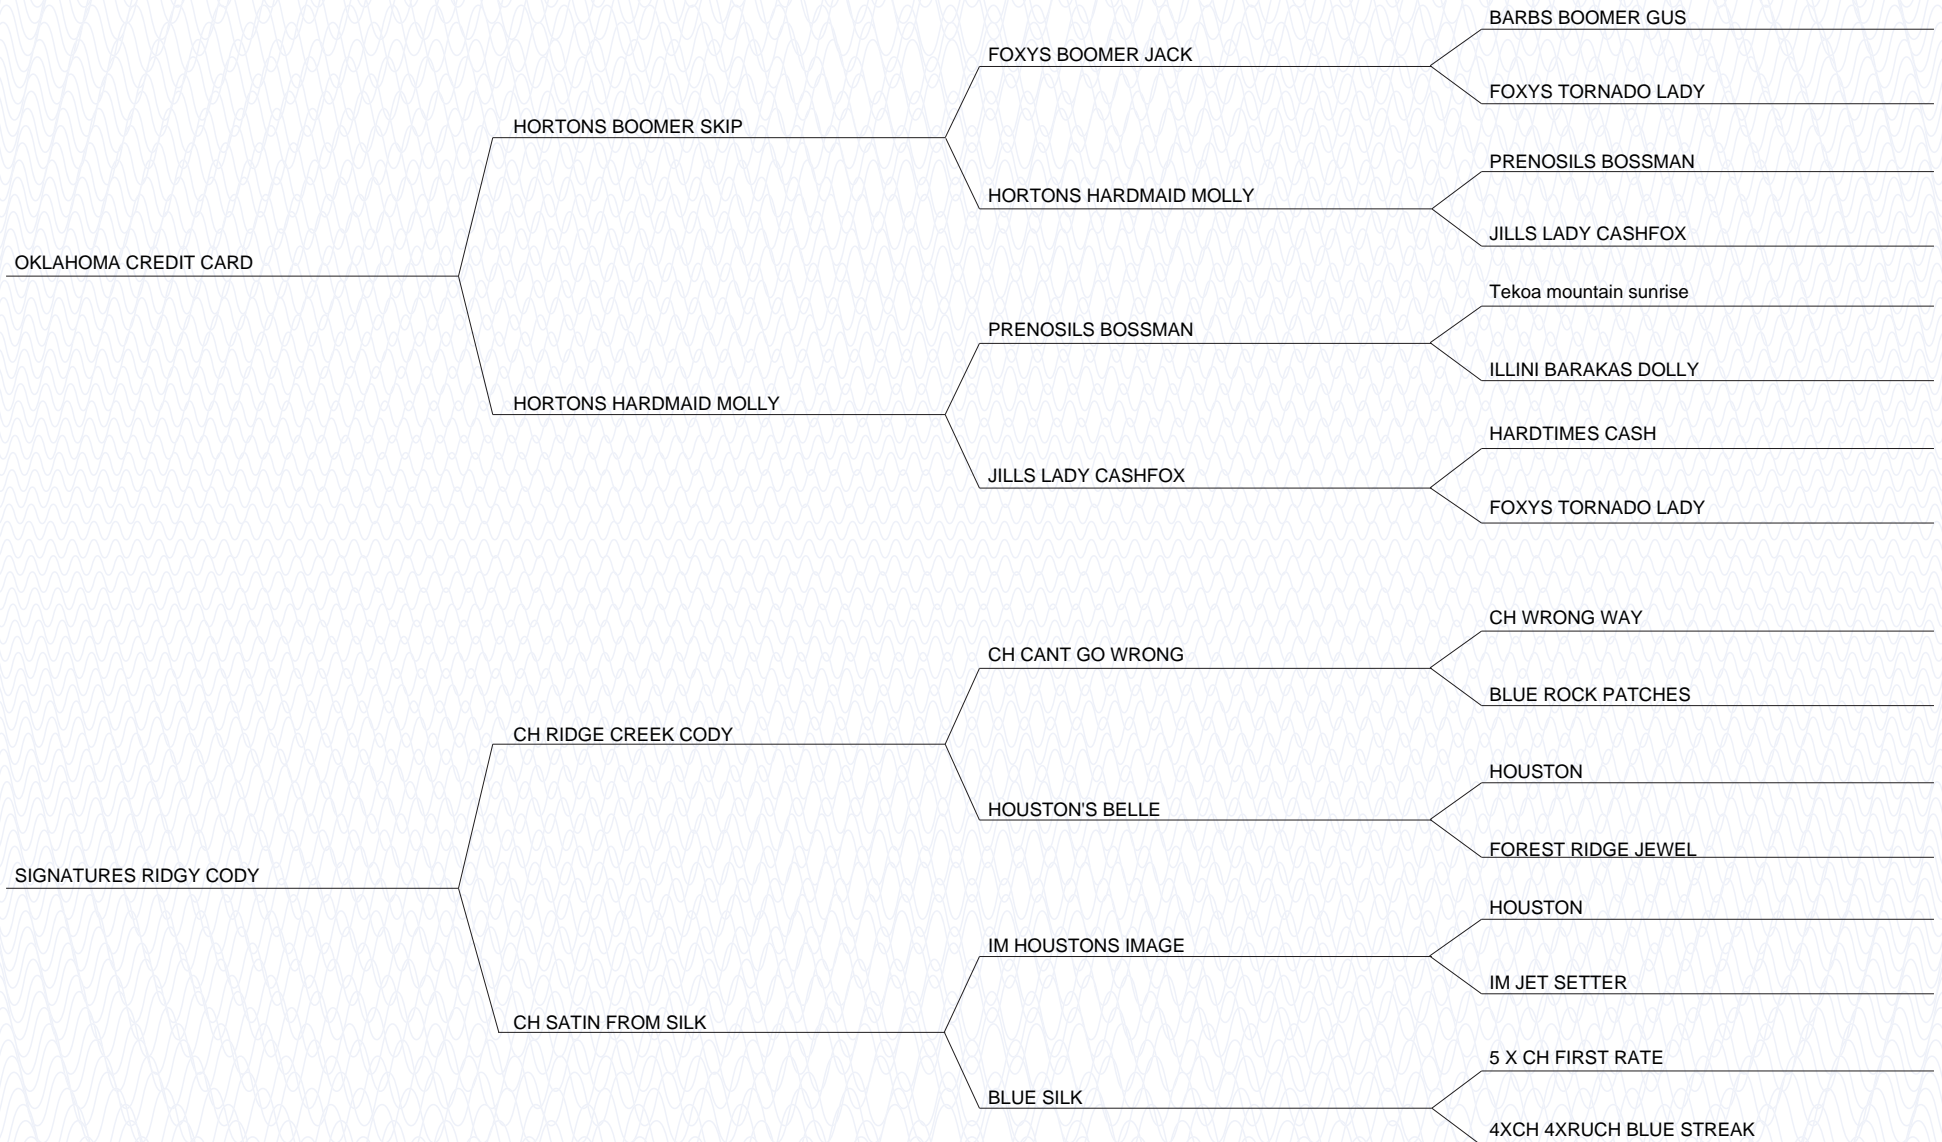 BARBS BOOMER GUS
FOXYS BOOMER JACK
FOXYS TORNADO LADY
HORTONS BOOMER SKIP
PRENOSILS BOSSMAN
HORTONS HARDMAID MOLLY
JILLS LADY CASHFOX
OKLAHOMA CREDIT CARD
Tekoa mountain sunrise
PRENOSILS BOSSMAN
ILLINI BARAKAS DOLLY
HORTONS HARDMAID MOLLY
HARDTIMES CASH
JILLS LADY CASHFOX
FOXYS TORNADO LADY
CH WRONG WAY
CH CANT GO WRONG
BLUE ROCK PATCHES
CH RIDGE CREEK CODY
HOUSTON
HOUSTON'S BELLE
FOREST RIDGE JEWEL
SIGNATURES RIDGY CODY
HOUSTON
IM HOUSTONS IMAGE
IM JET SETTER
CH SATIN FROM SILK
5 X CH FIRST RATE
BLUE SILK
4XCH 4XRUCH BLUE STREAK